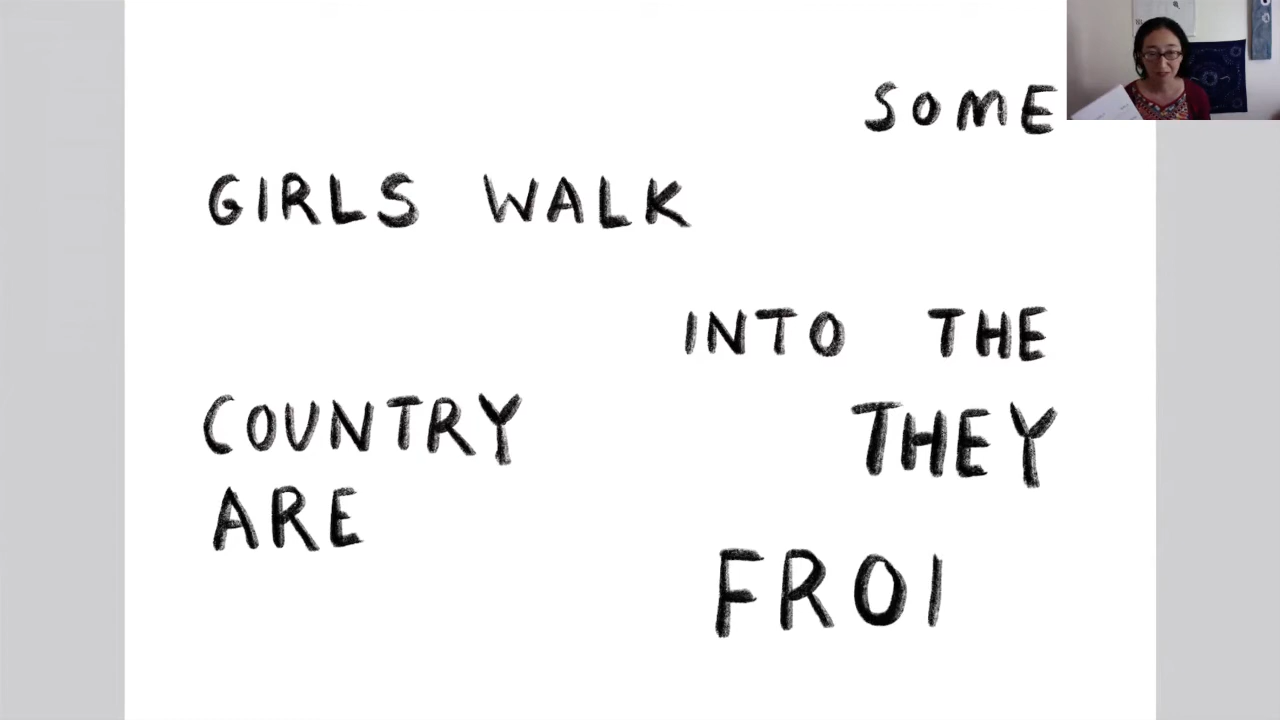 SOME
GIRLS WALK
INTO THE
COUNTRY THEY
ARE
FROI